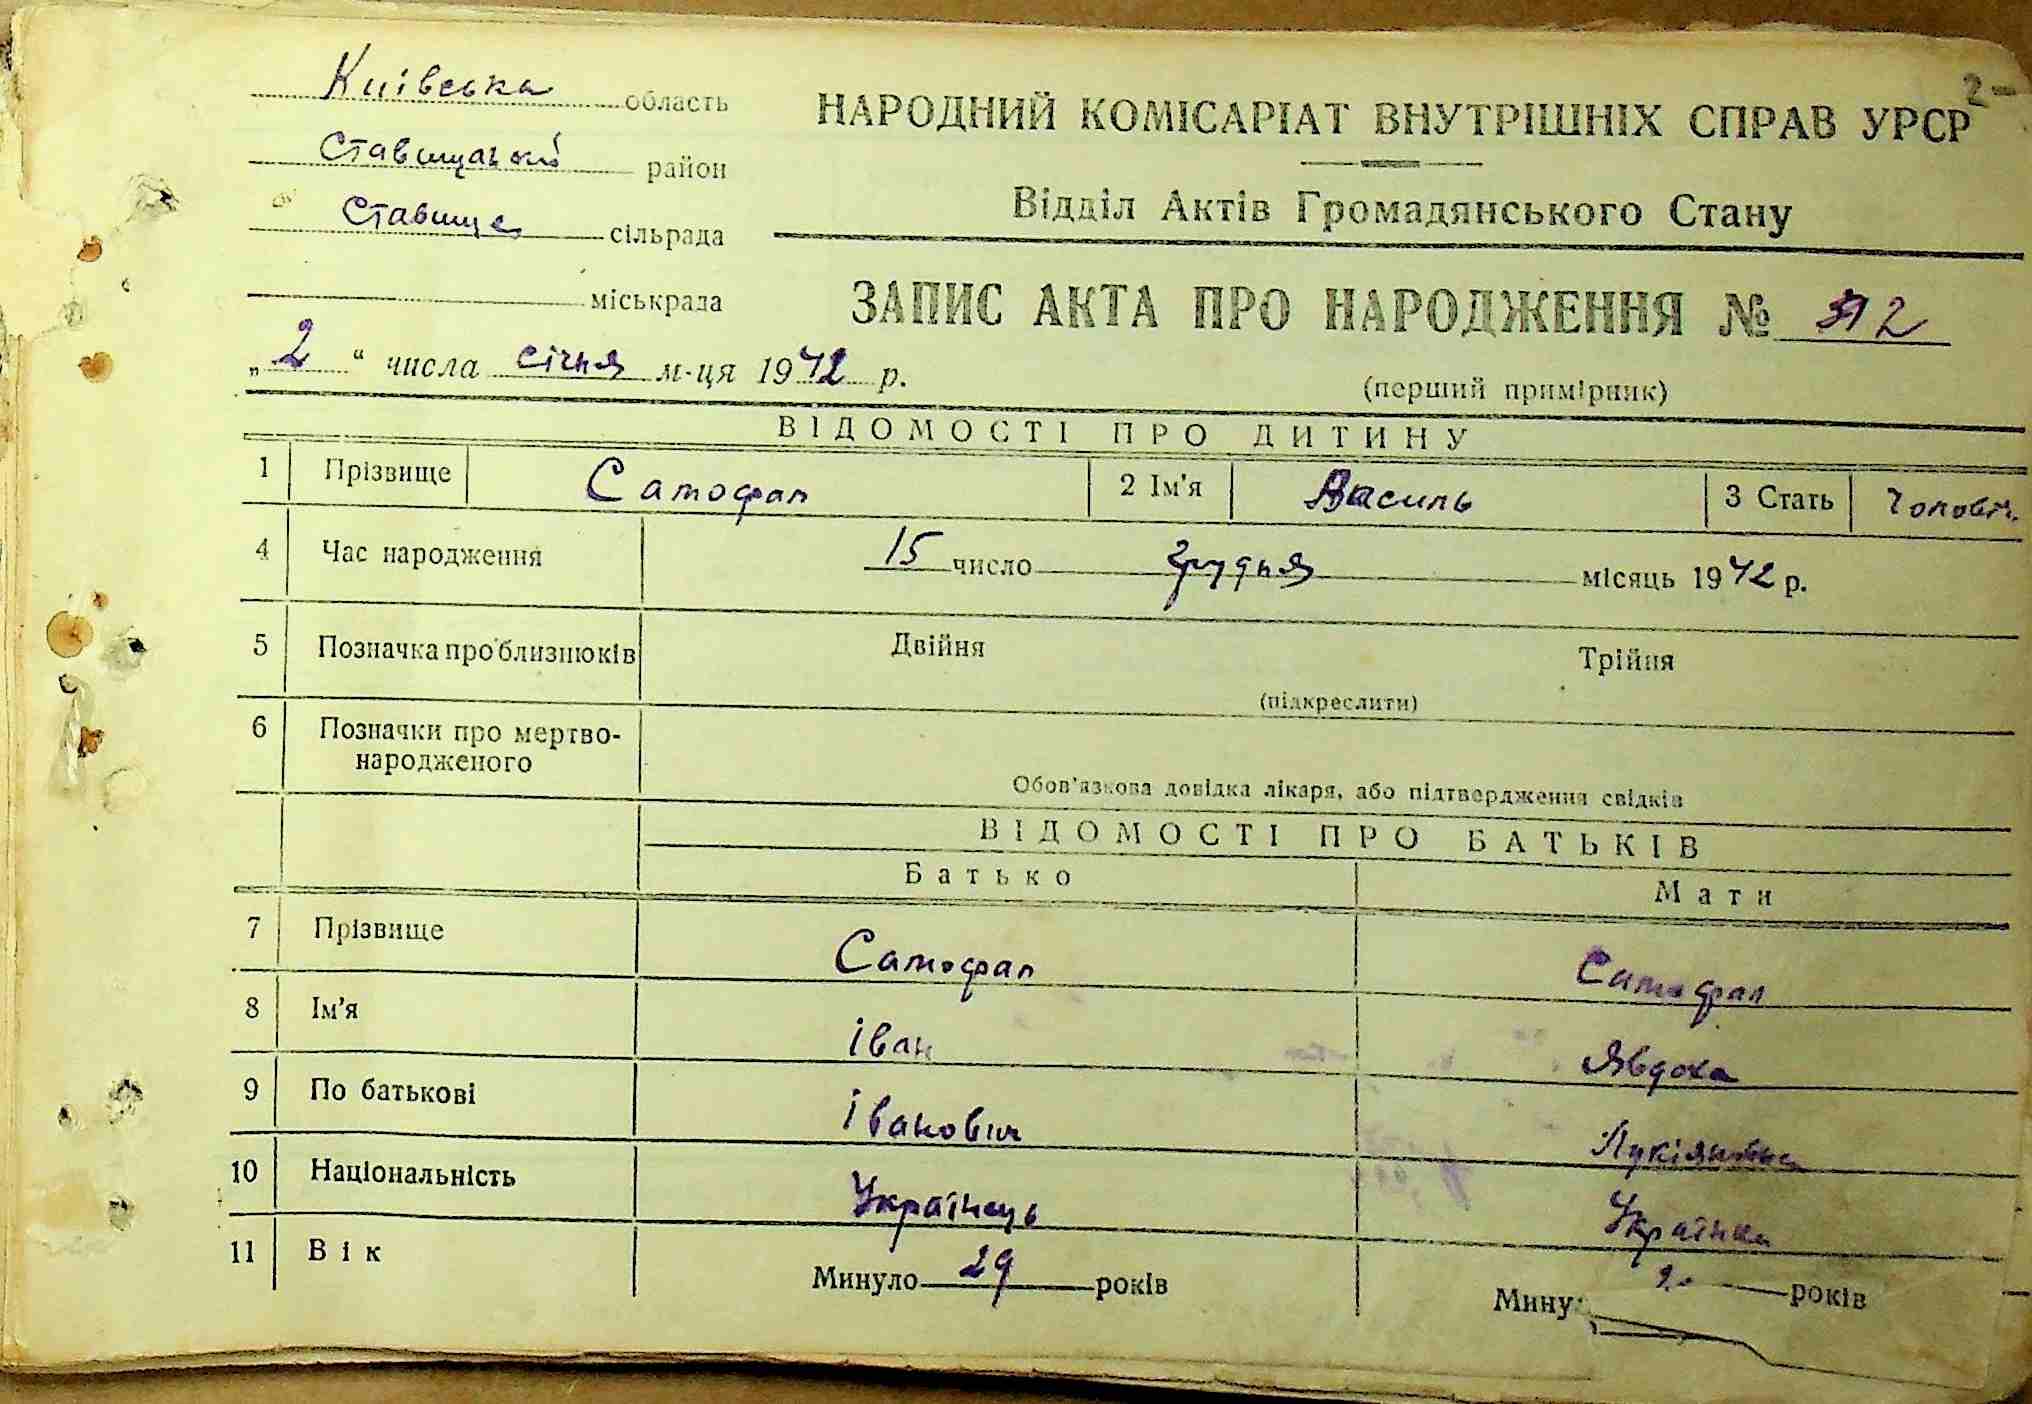 2
Київська область
НАРОДНИЙ КОМІСАРІАТ ВНУТРІШНІХ СПРАВ УРСР
Ставищанський район
Відділ Актів Громадянського Стану
Ставище сільрада
міськрада
ЗАПИС АКТА ПРО НАРОДЖЕННЯ № 2
„2“ числа січня м-ця 1942 р.
(перший примірник)
ВІДОМОСТІ ПРО ДИТИНУ
1 Прізвище Самофал 2 Ім'я Василь 3 Стать Чоловіч.
4 Час народження 15 число грудня місяць 1942 р.
5 Позначка про близнюків Двійня Трійня
(підкреслити)
6 Позначки про мертво-
народженого
Обов'язкова довідка лікаря, або підтвердження свідків
ВІДОМОСТІ ПРО БАТЬКІВ
Батько Мати
7 Прізвище Самофал Самофал
8 Ім'я Іван Явдоха
9 По батькові Іванович
10 Національність Українець Українка
11 Вік Минуло 29 років Мину років